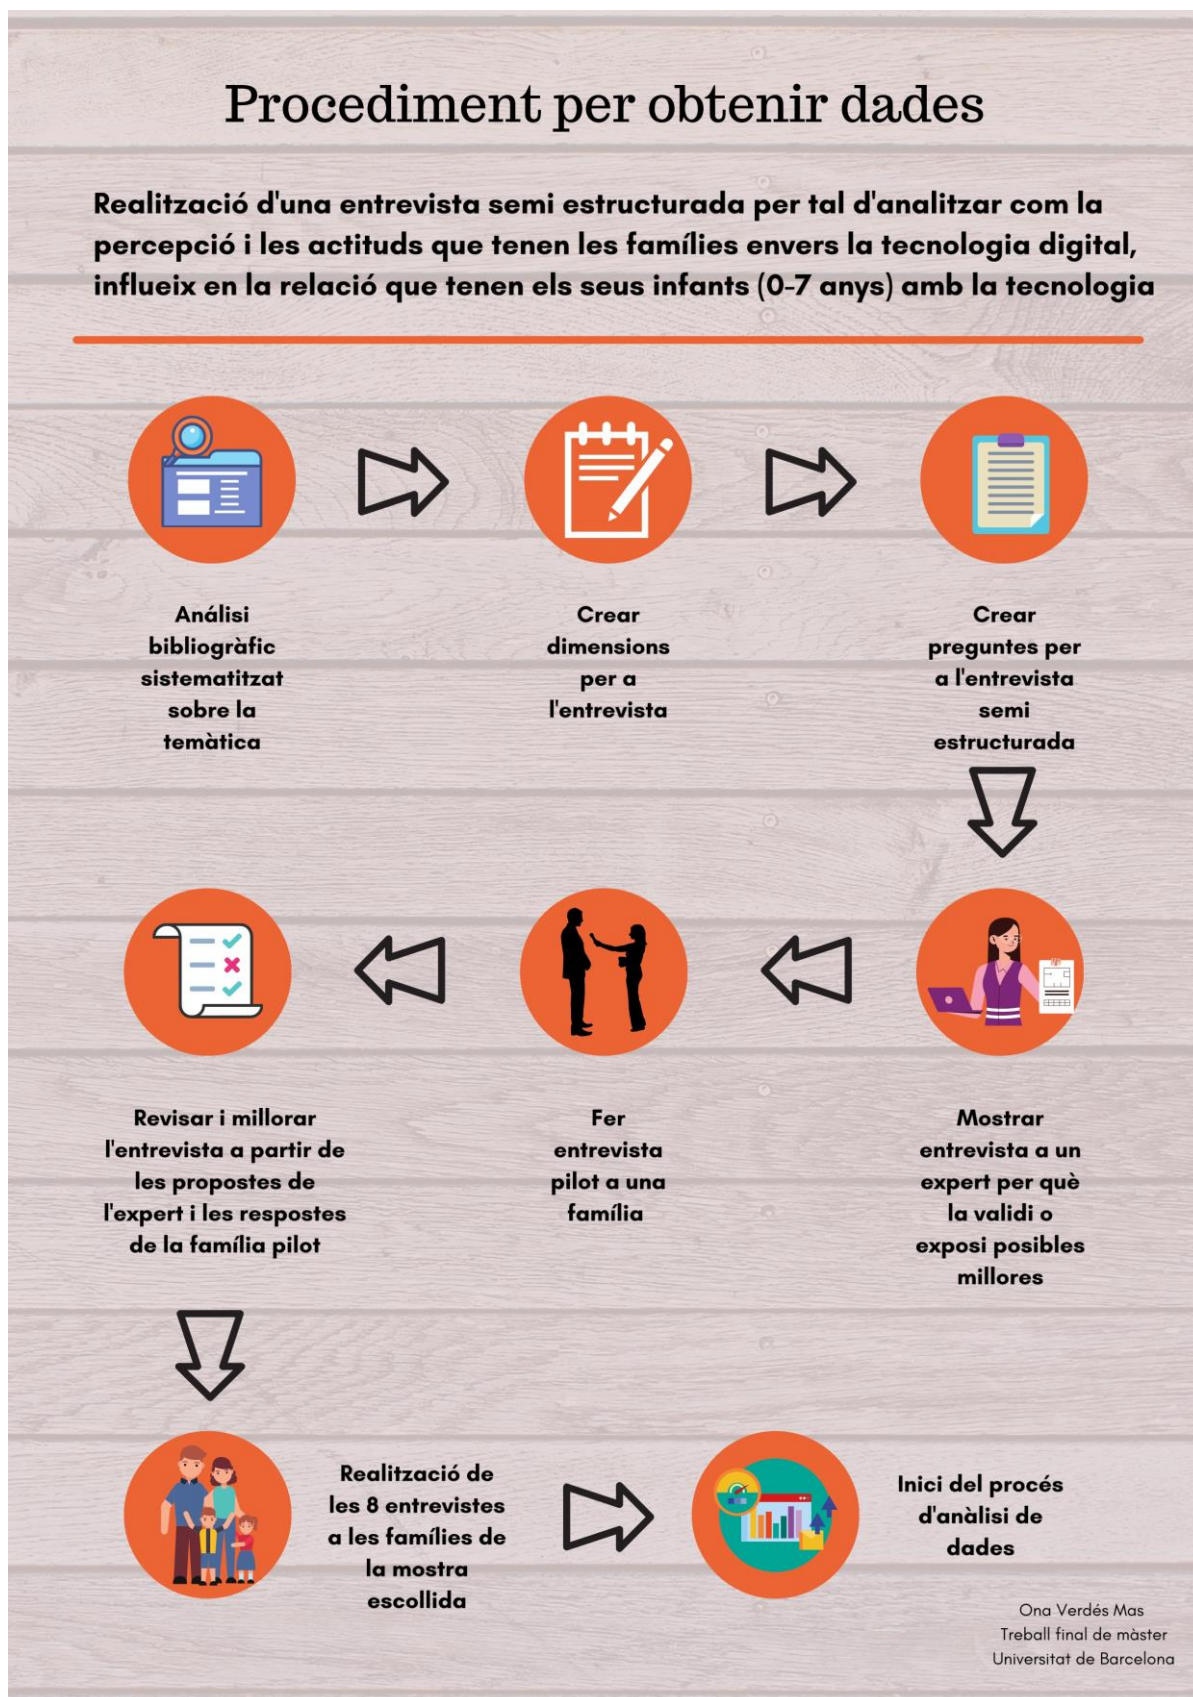 Procediment per obtenir dades
Realització d'una entrevista semi estructurada per tal d'analitzar com la
percepció i les actituds que tenen les famílies envers la tecnologia digital,
influeix en la relació que tenen els seus infants (0-7 anys) amb la tecnologia
Análisi
bibliogràfic
sistematitzat
sobre la
temàtica
Crear
dimensions
per a
l'entrevista
Crear
preguntes per
a l'entrevista
semi
estructurada
Mostrar
entrevista a un
expert per què
la validi o
exposi posibles
millores
Fer
entrevista
pilot a una
família
Revisar i millorar
l'entrevista a partir de
les propostes de
l'expert i les respostes
de la família pilot
Realització de
les 8 entrevistes
a les famílies de
la mostra
escollida
Inici del procés
d'anàlisi de
dades
Ona Verdés Mas
Treball final de màster
Universitat de Barcelona